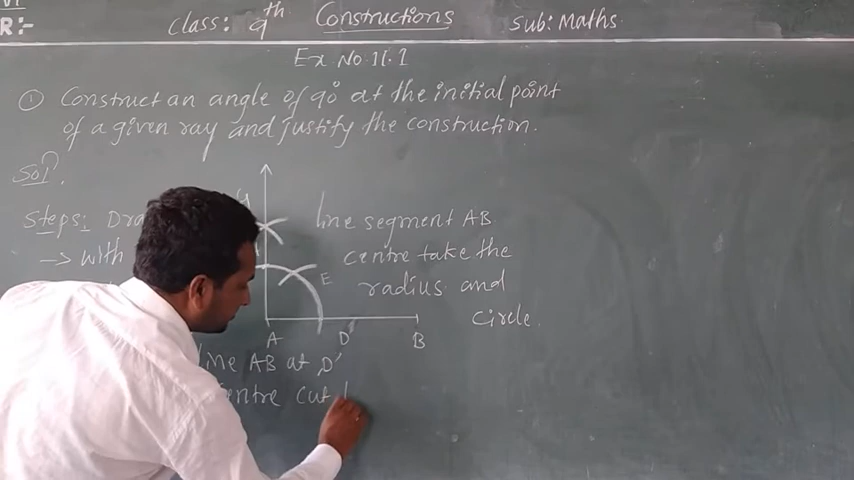 R:-
Class: 9th Constructions Sub: Maths
Ex No. 11.1
① Construct an angle of 90° at the initial point
of a given ray and justify the construction.
Sol?.
Steps: Dra line segment AB
→ with centre take the
E radius and
circle.
A D B
line AB at D'
Centre cut